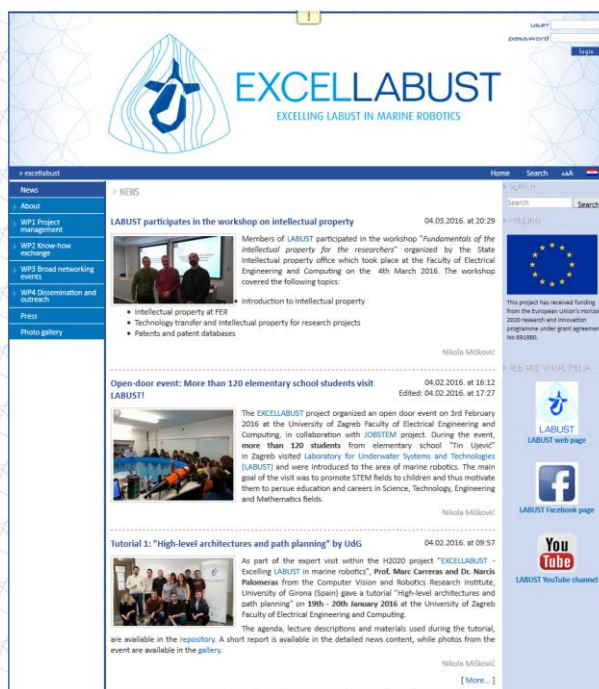 !
user
password
login
EXCELLABUST
EXCELLING LABUST IN MARINE ROBOTICS
» excellabust
Home Search AAA
News
About
WP1 Project
management
WP2 Know-how
exchange
WP3 Broad networking
events
WP4 Dissemination and
outreach
Press
Photo gallery
» NEWS
LABUST participates in the workshop on intellectual property 04.03.2016. at 20:29
Members of LABUST participated in the workshop "Fundamentals of the
intellectual property for the researchers" organized by the State
Intellectual property office which took place at the Faculty of Electrical
Engineering and Computing on the 4th March 2016. The workshop
covered the following topics:
• Introduction to Intellectual property
• Intellectual property at FER
• Technology transfer and Intellectual property for research projects
• Patents and patent databases
Nikola Mišković
Open-door event: More than 120 elementary school students visit 04.02.2016. at 16:12
LABUST! Edited: 04.02.2016. at 17:27
The EXCELLABUST project organized an open door event on 3rd February
2016 at the University of Zagreb Faculty of Electrical Engineering and
Computing, in collaboration with JOBSTEM project. During the event,
more than 120 students from elementary school "Tin Ujević"
in Zagreb visited Laboratory for Underwater Systems and Technologies
(LABUST) and were introduced to the area of marine robotics. The main
goal of the visit was to promote STEM fields to children and thus motivate
them to persue education and careers in Science, Technology, Engineering
and Mathematics fields.
Nikola Mišković
Tutorial 1: "High-level architectures and path planning" by UdG 04.02.2016. at 09:57
As part of the expert visit within the H2020 project "EXCELLABUST -
Excelling LABUST in marine robotics", Prof. Marc Carreras and Dr. Narcis
Palomeras from the Computer Vision and Robotics Research Institute,
University of Girona (Spain) gave a tutorial "High-level architectures and
path planning" on 19th - 20th January 2016 at the University of Zagreb
Faculty of Electrical Engineering and Computing.
The agenda, lecture descriptions and materials used during the tutorial,
are available in the repository. A short report is available in the detailed news content, while photos from the
event are available in the gallery.
Nikola Mišković
[ More... ]
» SEARCH
Search Search
» FUNDING
This project has received funding
from the European Union's Horizo
2020 research and innovation
programme under grant agreemen
No 691980.
» WEB AND SOCIAL MEDIA
LABUST
LABUST web page
LABUST Facebook page
You
Tube
LABUST YouTube channel